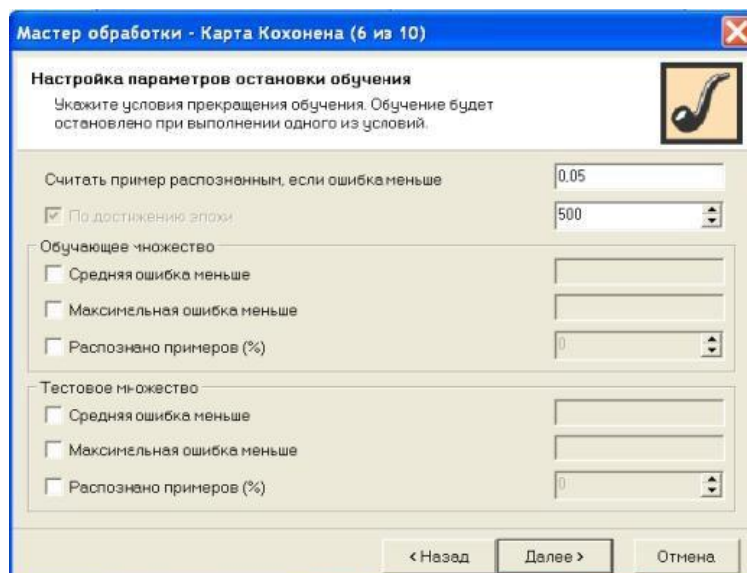 Мастер обработки - Карта Кохонена (6 из 10)
Настройка параметров остановки обучения
Укажите условия прекращения обучения. Обучение будет
остановлено при выполнении одного из условий.
Считать пример распознанным, если ошибка меньше 0,05
По достижению эпохи 500
Обучающее множество
Средняя ошибка меньше
Максимальная ошибка меньше
Распознано примеров (%) 0
Тестовое множество
Средняя ошибка меньше
Максимальная ошибка меньше
Распознано примеров (%) 0
< Назад Далее > Отмена